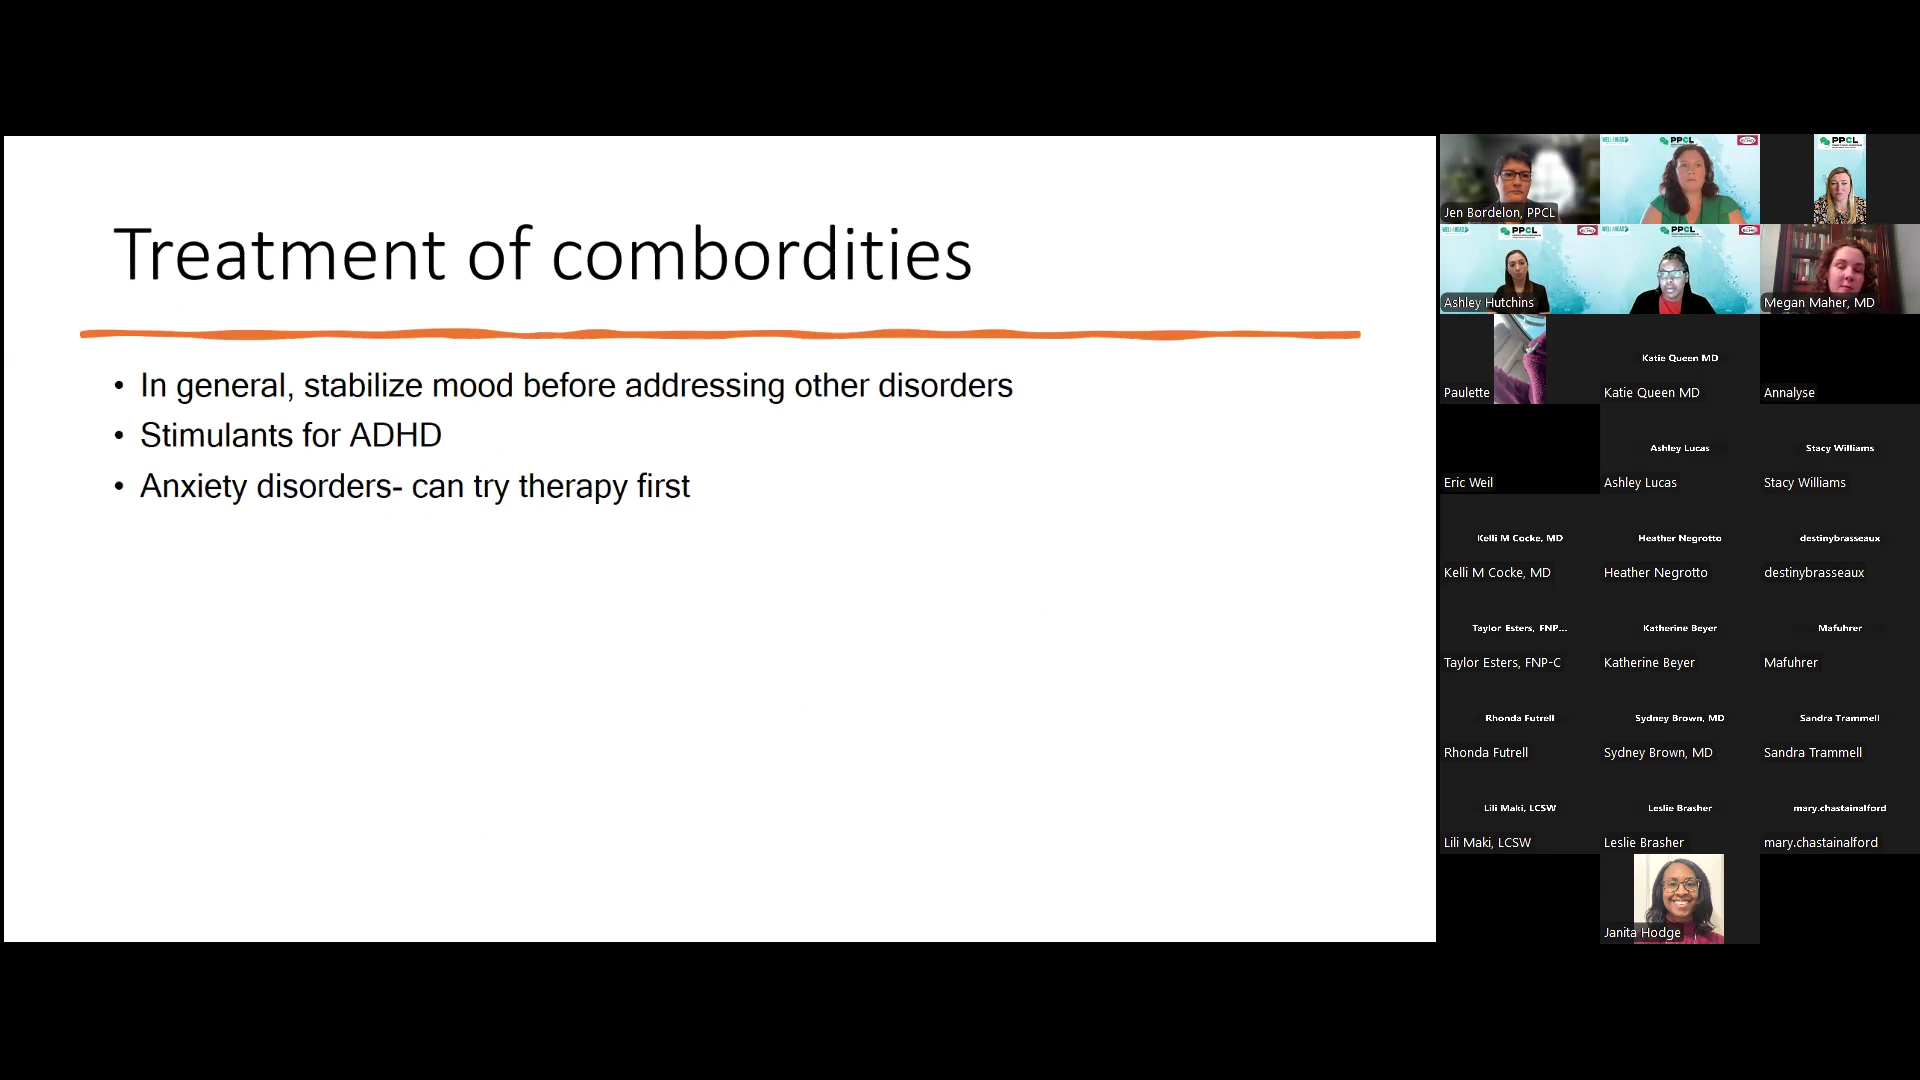 Treatment of combordities
• In general, stabilize mood before addressing other disorders
• Stimulants for ADHD
• Anxiety disorders- can try therapy first
PPCL
PPCL
Jen Bordelon, PPCL
PPCL
PPCL
Ashley Hutchins
Megan Maher, MD
Paulette
Katie Queen MD
Katie Queen MD
Annalyse
Eric Weil
Ashley Lucas
Ashley Lucas
Stacy Williams
Stacy Williams
Kelli M Cocke, MD
Kelli M Cocke, MD
Heather Negrotto
Heather Negrotto
destinybrasseaux
destinybrasseaux
Taylor Esters, FNP...
Taylor Esters, FNP-C
Katherine Beyer
Katherine Beyer
Mafuhrer
Mafuhrer
Rhonda Futrell
Rhonda Futrell
Sydney Brown, MD
Sydney Brown, MD
Sandra Trammell
Sandra Trammell
Lili Maki, LCSW
Lili Maki, LCSW
Leslie Brasher
Leslie Brasher
mary.chastainalford
mary.chastainalford
Janita Hodge